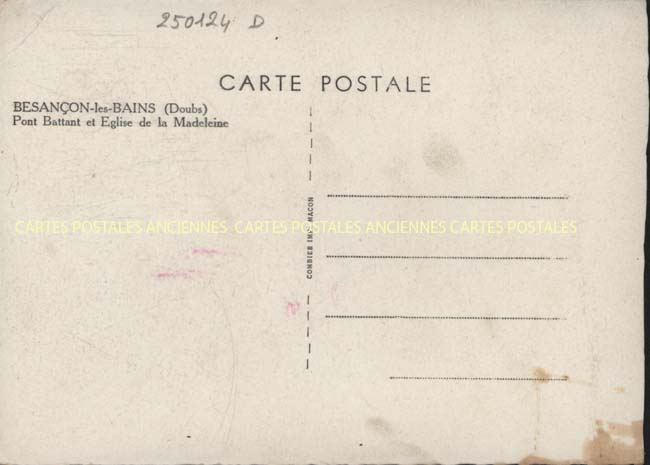 250124 D
CARTE POSTALE
BESANÇON-les-BAINS (Doubs)
Pont Battant et Eglise de la Madeleine
CARTES POSTALES ANCIENNES CARTES POSTALES ANCIENNES CARTES POSTALES
COMBIER IMP. MACON